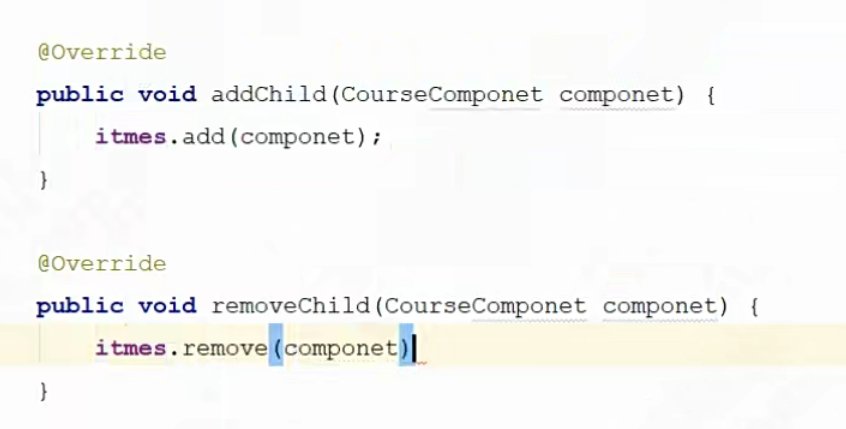 @Override
public void addChild(CourseComponet componet) {
itmes.add(componet);
}
@Override
public void removeChild(CourseComponet componet) {
itmes.remove(componet)
}